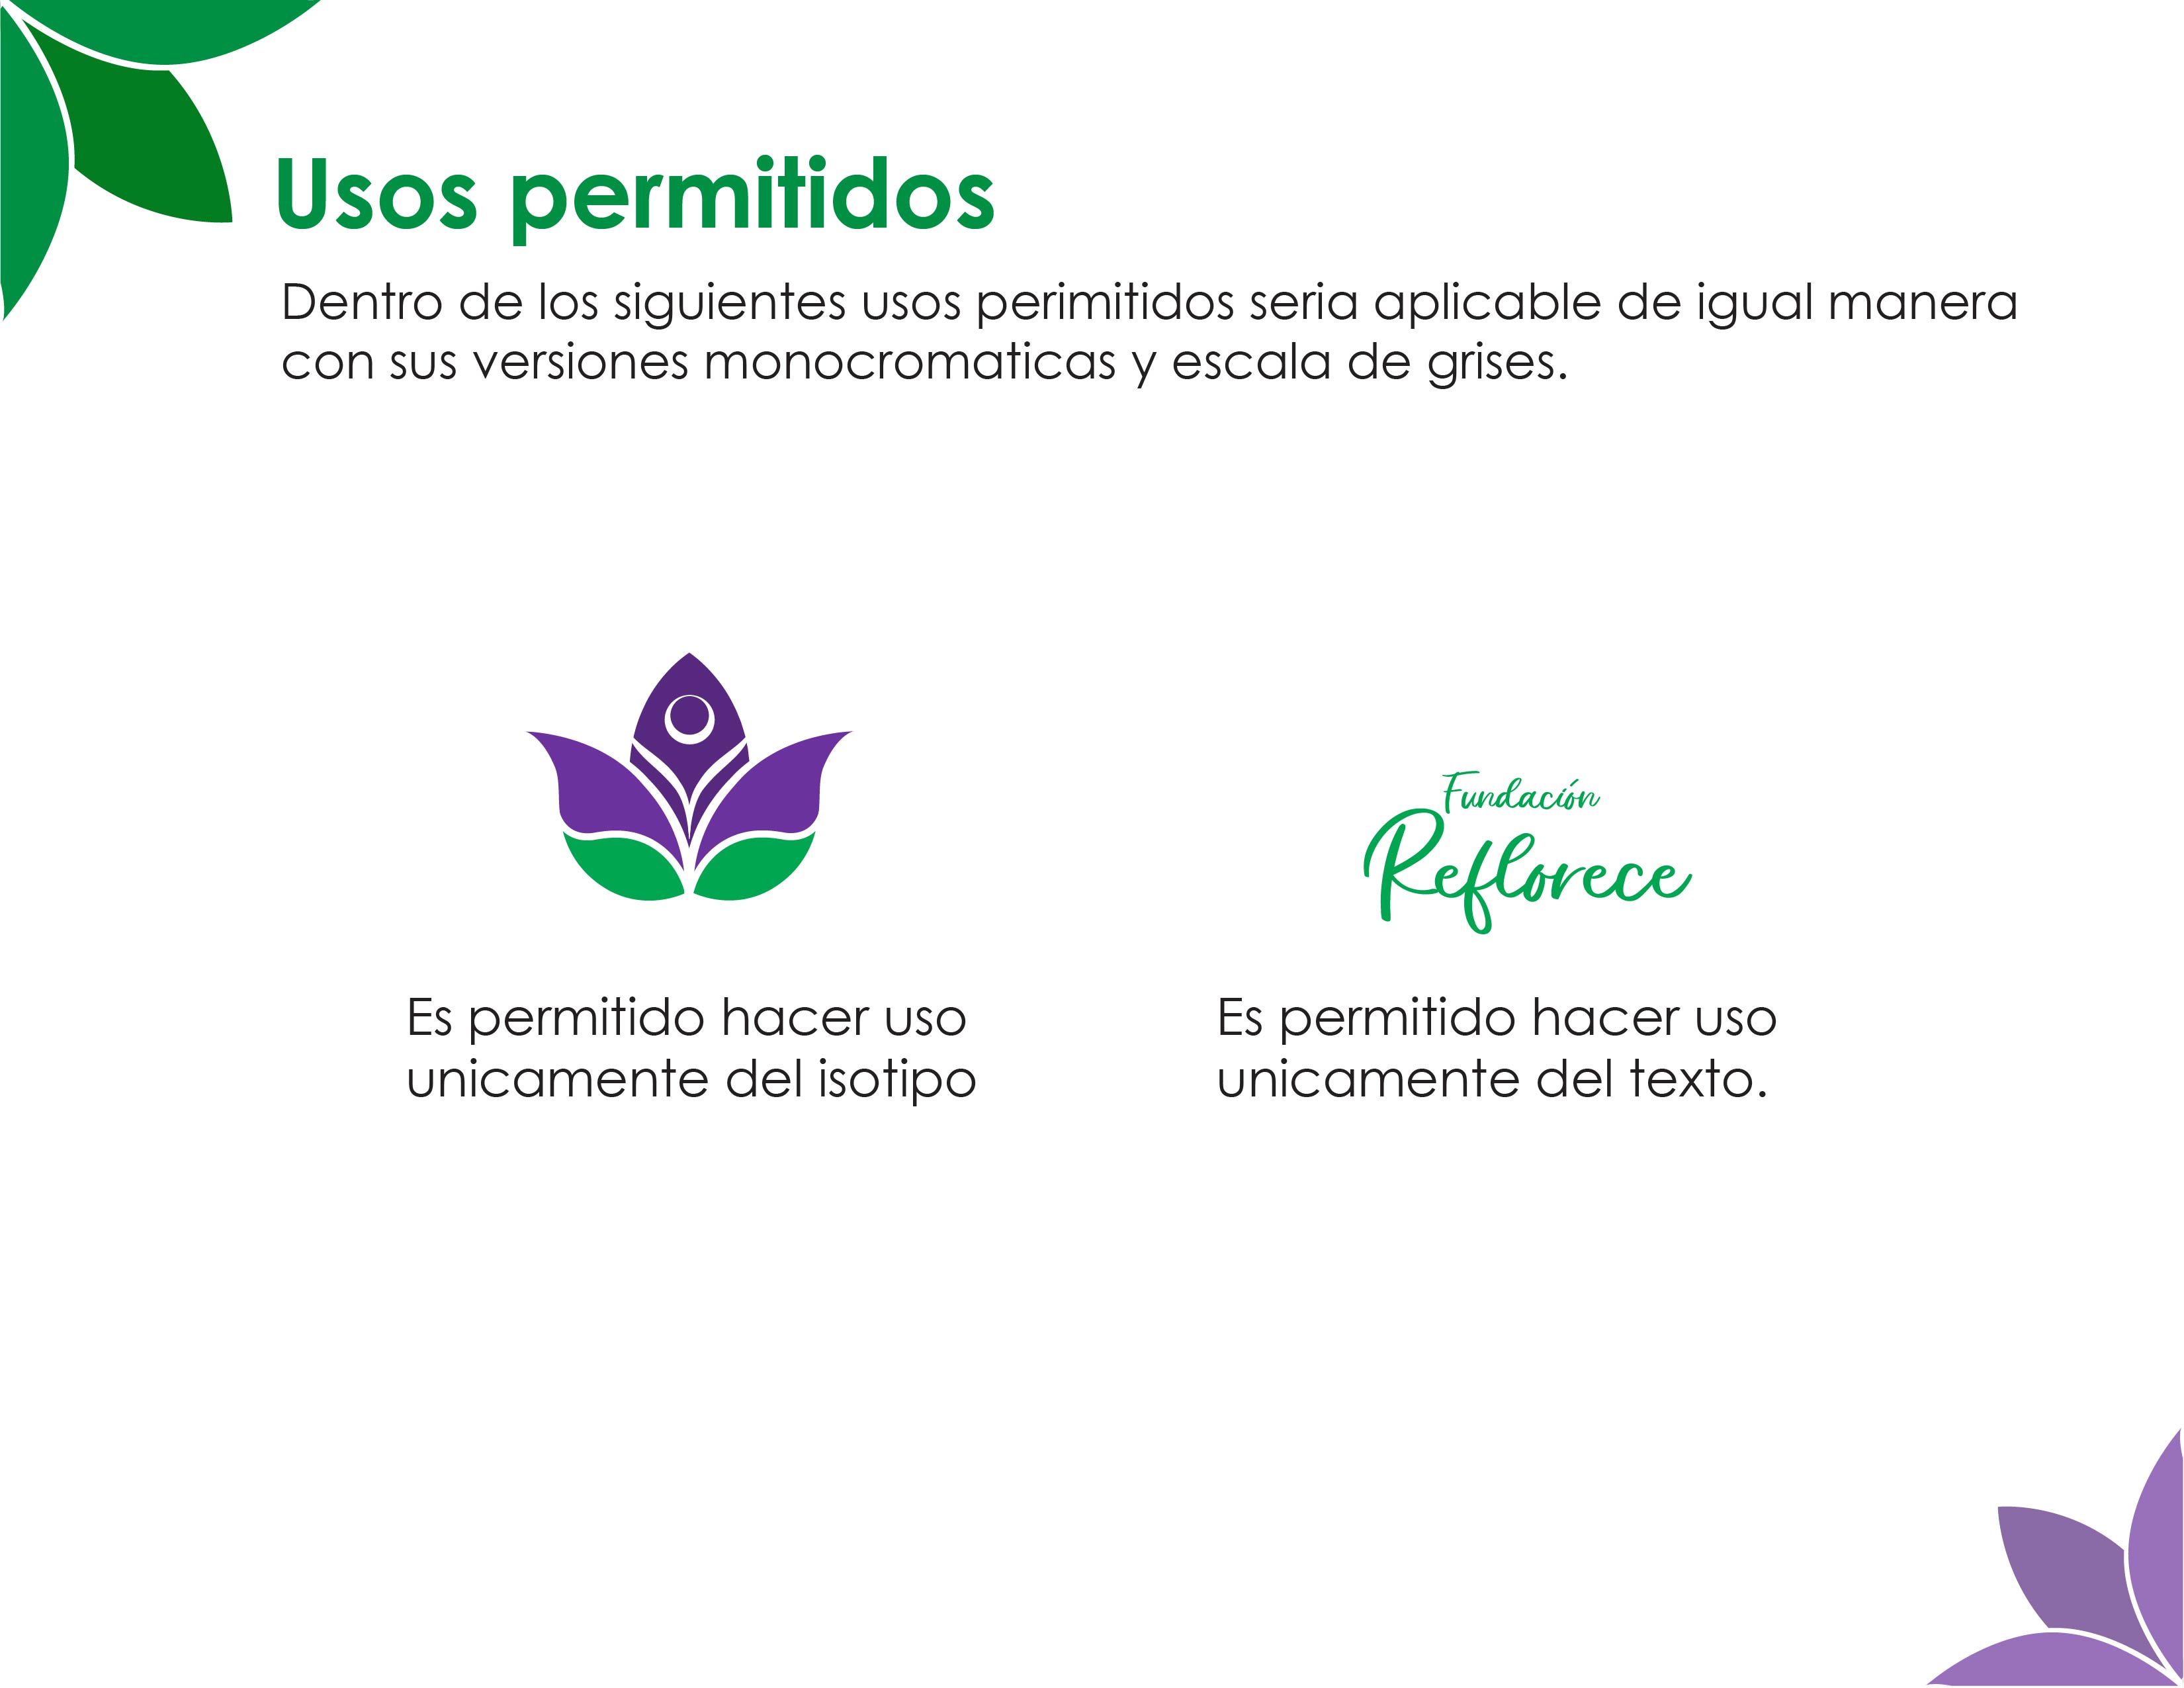 Usos permitidos
Dentro de los siguientes usos perimitidos seria aplicable de igual manera
con sus versiones monocromaticas y escala de grises.
Fundación
Reflorece
Es permitido hacer uso
unicamente del isotipo
Es permitido hacer uso
unicamente del texto.